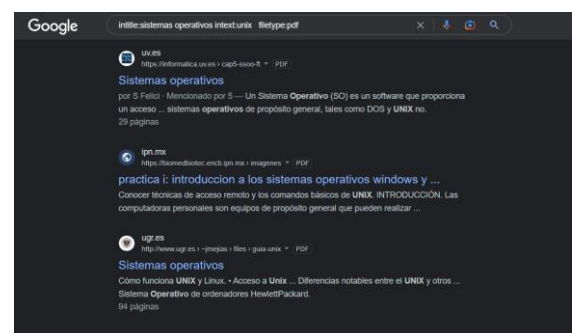 Google
intitle:sistemas operativos intext:unix filetype:pdf
uv.es
https://informatica.uv.es › cap5-ssoo-ft PDF
Sistemas operativos
por S Felici · Mencionado por 5 — Un Sistema Operativo (SO) es un software que proporciona
un acceso ... sistemas operativos de propósito general, tales como DOS y UNIX no.
29 páginas
ipn.mx
https://biomedbiotec.encb.ipn.mx › imagenes PDF
practica i: introduccion a los sistemas operativos windows y ...
Conocer técnicas de acceso remoto y los comandos básicos de UNIX. INTRODUCCIÓN. Las
computadoras personales son equipos de propósito general que pueden realizar ...
ugr.es
http://www.ugr.es › ~jmejias › files › guia-unix PDF
Sistemas operativos
Cómo funciona UNIX y Linux. • Acceso a Unix ... Diferencias notables entre el UNIX y otros ...
Sistema Operativo de ordenadores HewlettPackard.
94 páginas